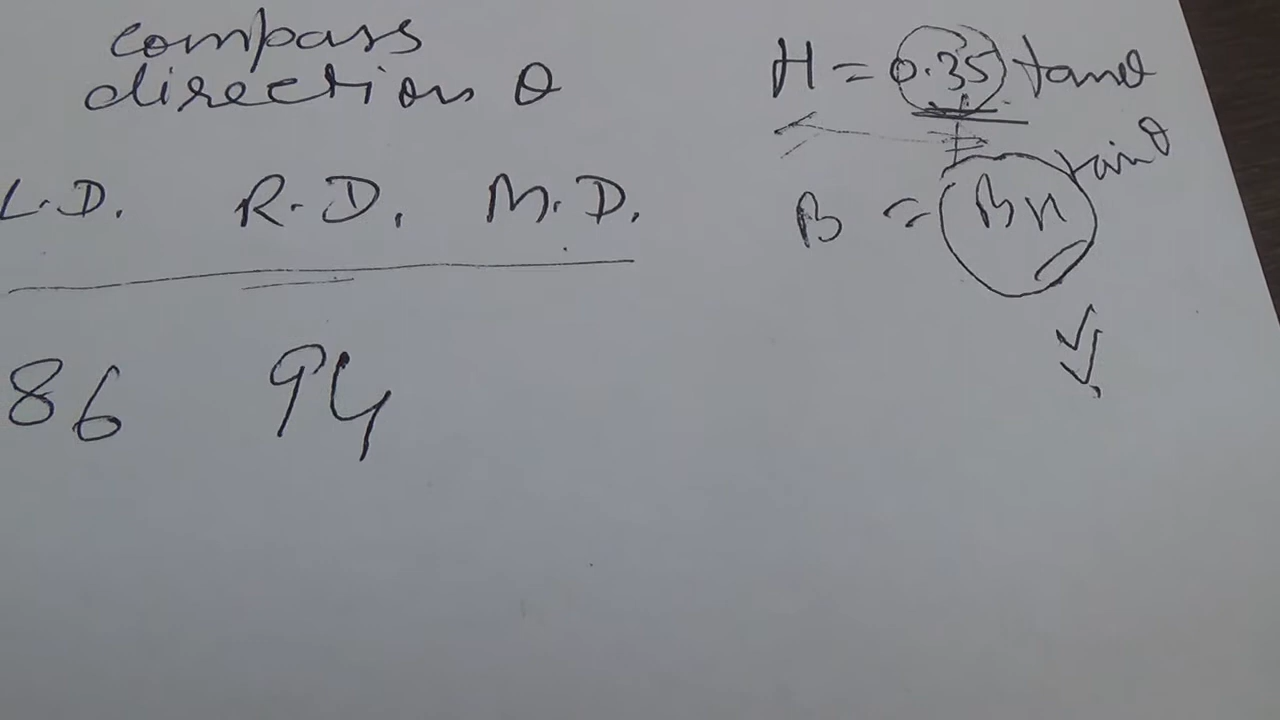 compass
direction θ
L.D. R.D. M.D.
86 94
H = 0.35 tanθ
B = BH tanθ